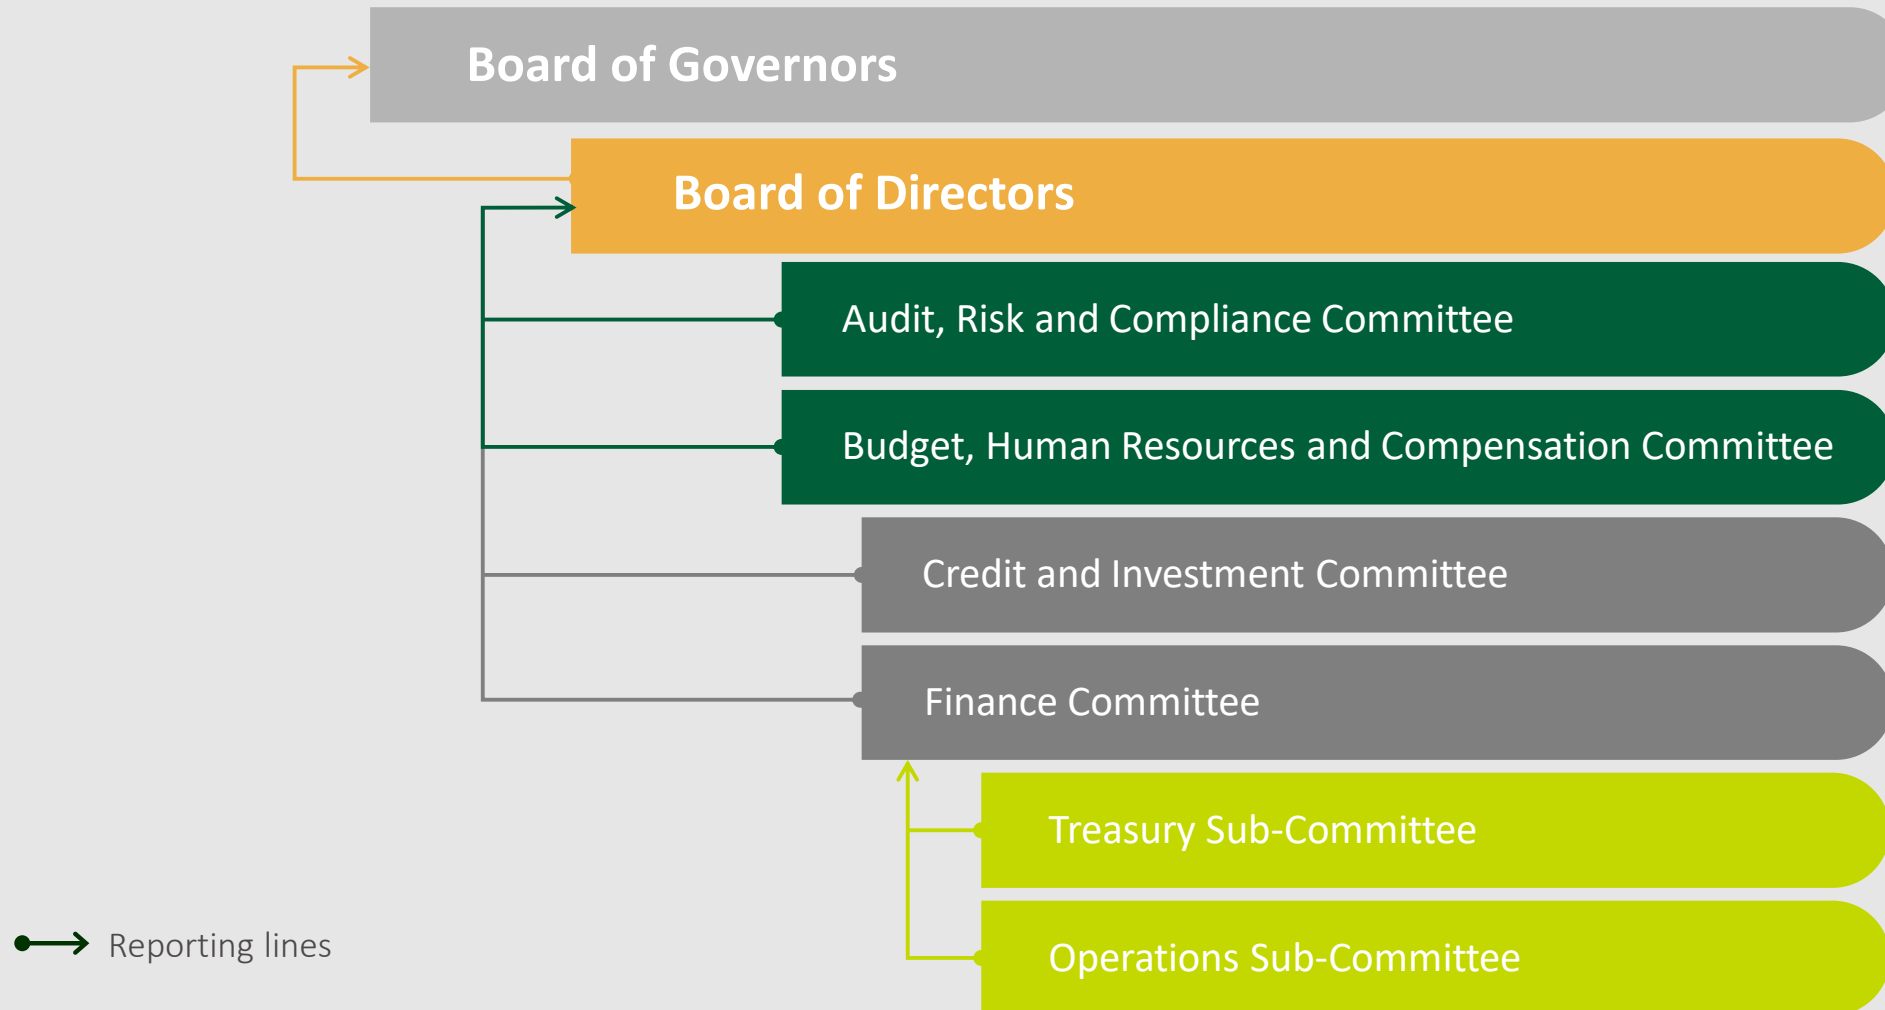 Board of Governors
Board of Directors
Audit, Risk and Compliance Committee
Budget, Human Resources and Compensation Committee
Credit and Investment Committee
Finance Committee
Treasury Sub-Committee
Operations Sub-Committee
Reporting lines